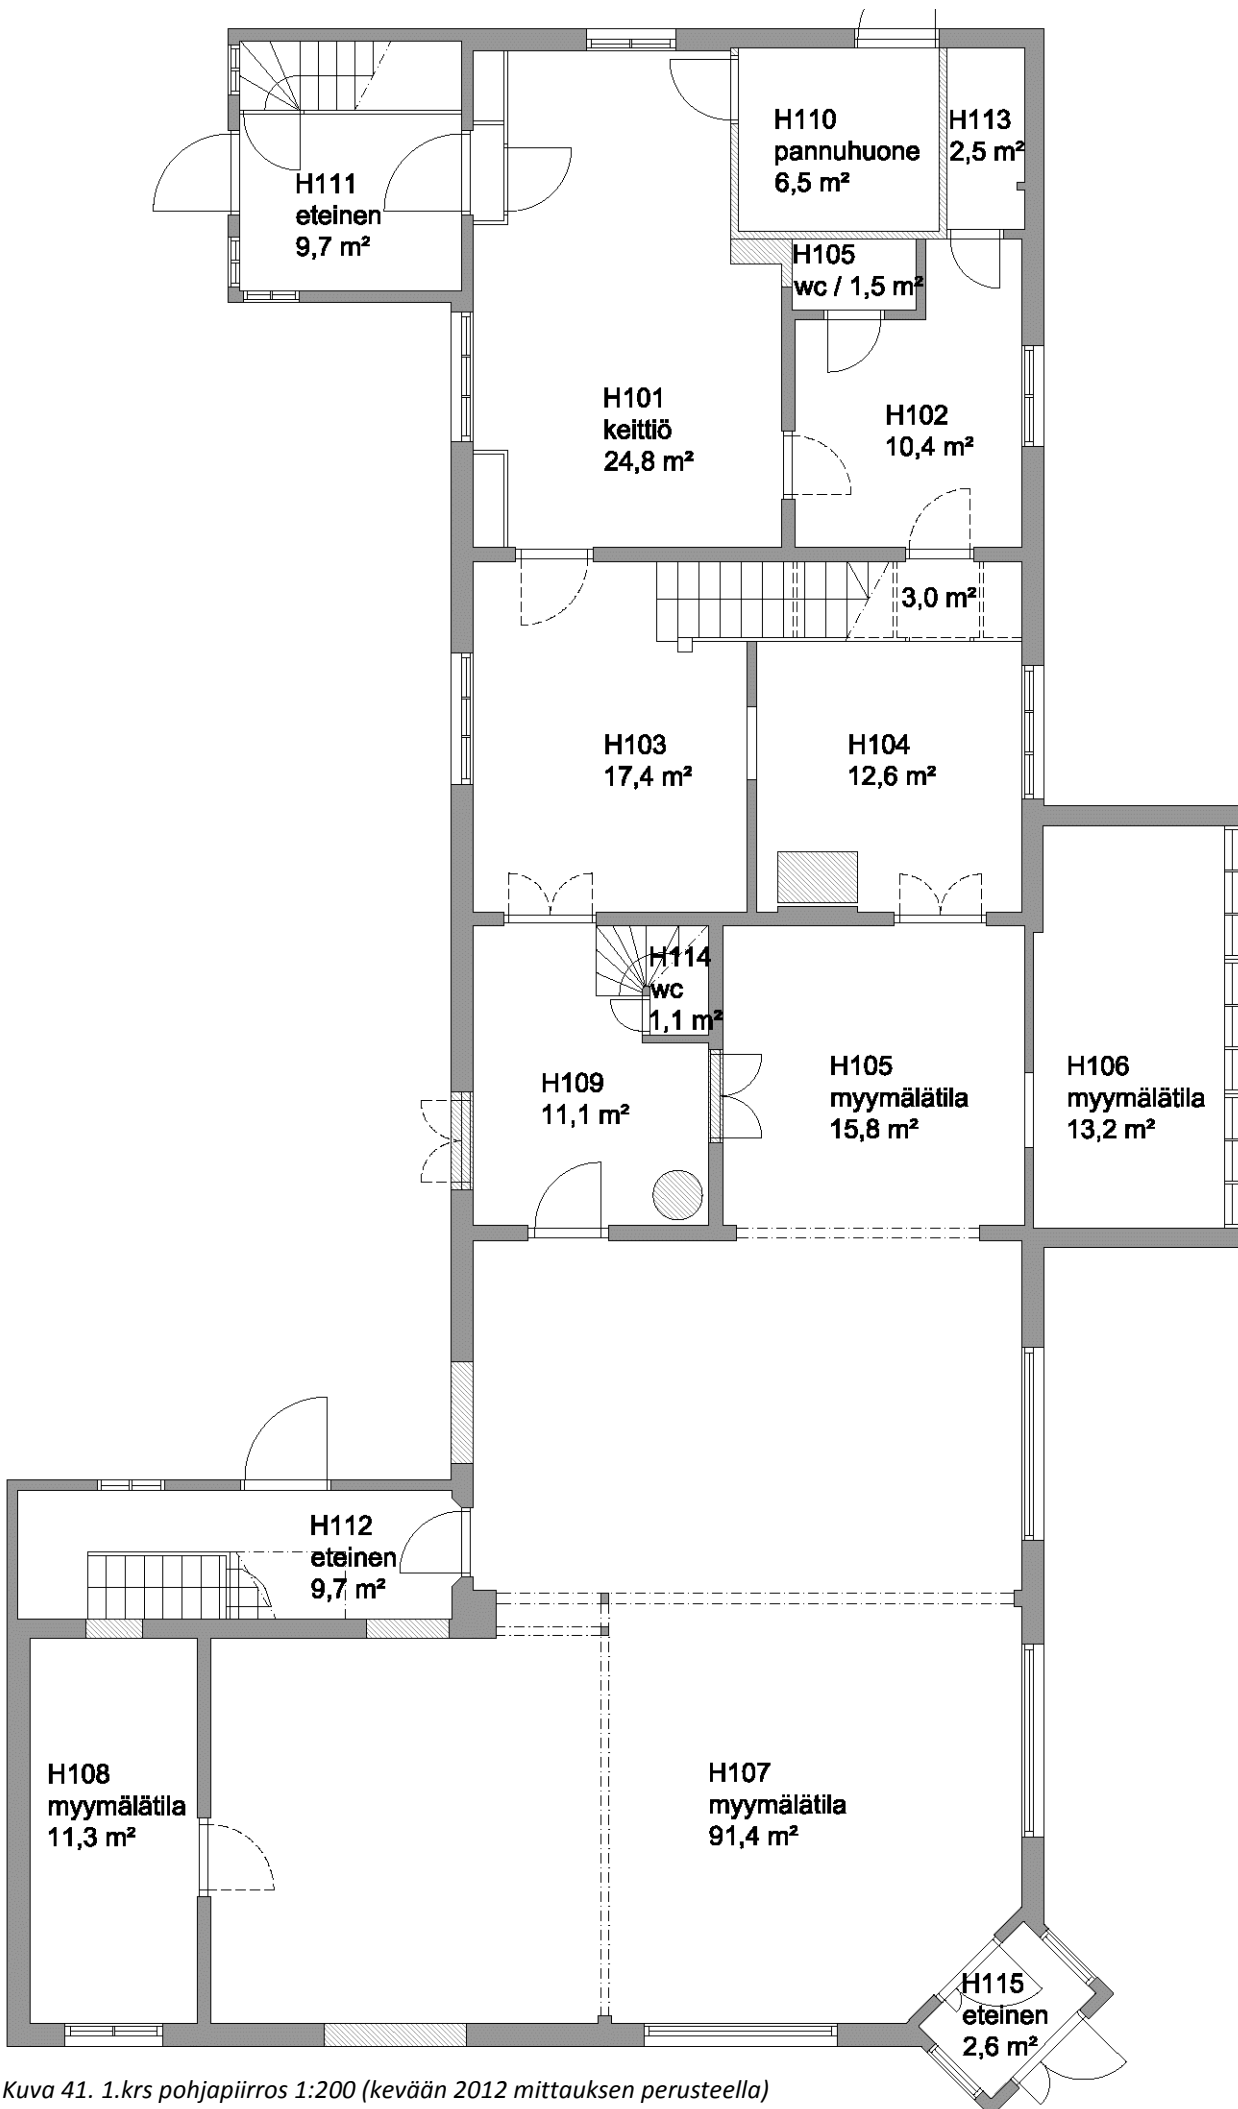 H110
pannuhuone
6,5 m²
H113
2,5 m²
H111
eteinen
9,7 m²
H105
wc / 1,5 m²
H101
keittiö
24,8 m²
H102
10,4 m²
3,0 m²
H103
17,4 m²
H104
12,6 m²
H114
wc
1,1 m²
H109
11,1 m²
H105
myymälätila
15,8 m²
H106
myymälätila
13,2 m²
H112
eteinen
9,7 m²
H108
myymälätila
11,3 m²
H107
myymälätila
91,4 m²
H115
eteinen
2,6 m²
Kuva 41. 1.krs pohjapiirros 1:200 (kevään 2012 mittauksen perusteella)